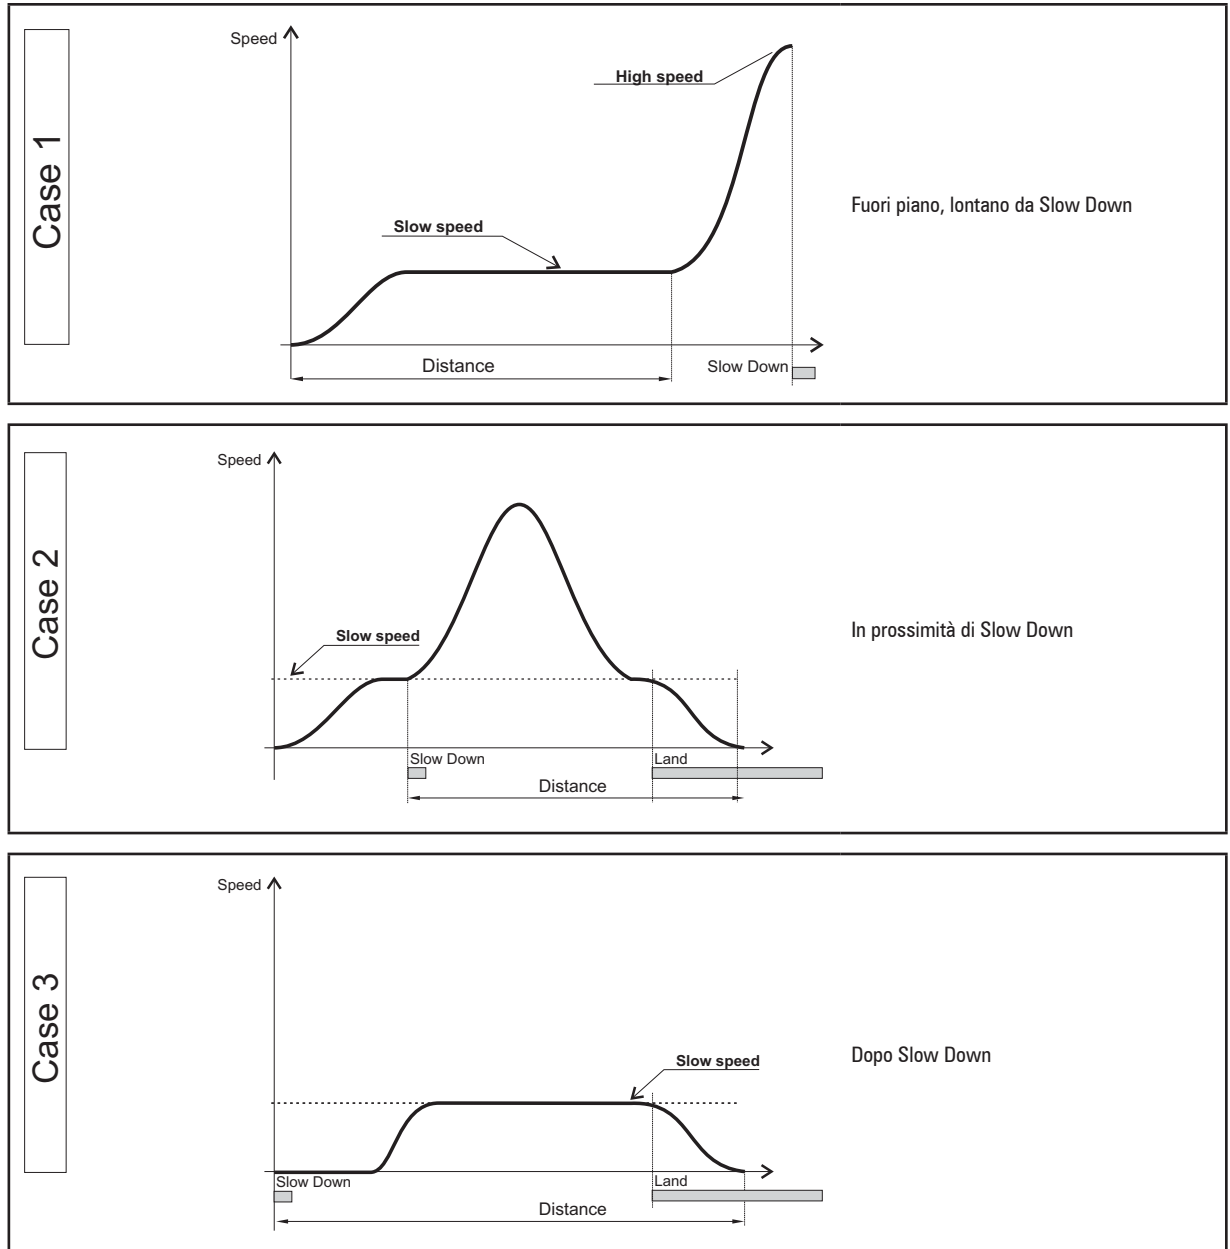 Case 1
Speed
High speed
Slow speed
Fuori piano, lontano da Slow Down
Distance
Slow Down
Case 2
Speed
Slow speed
In prossimità di Slow Down
Slow Down
Land
Distance
Case 3
Speed
Slow speed
Dopo Slow Down
Slow Down
Land
Distance